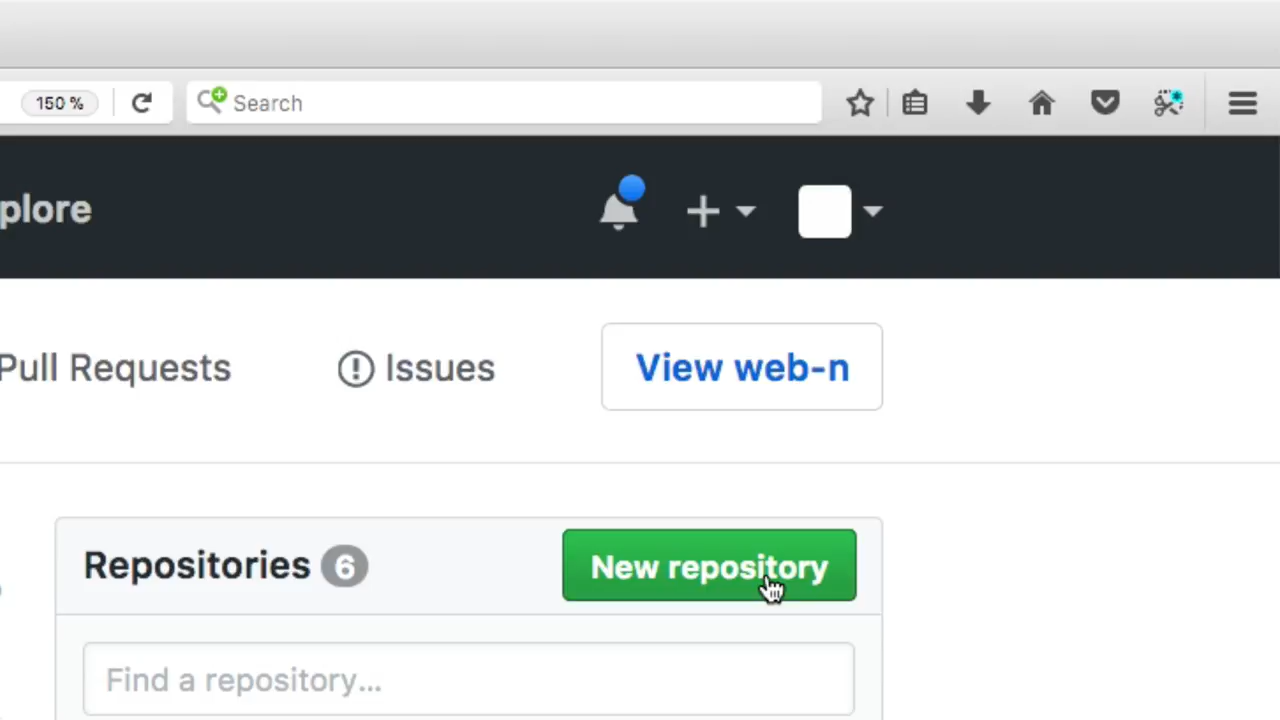 150 %
Search
plore
Pull Requests
Issues
View web-n
Repositories 6
New repository
Find a repository...